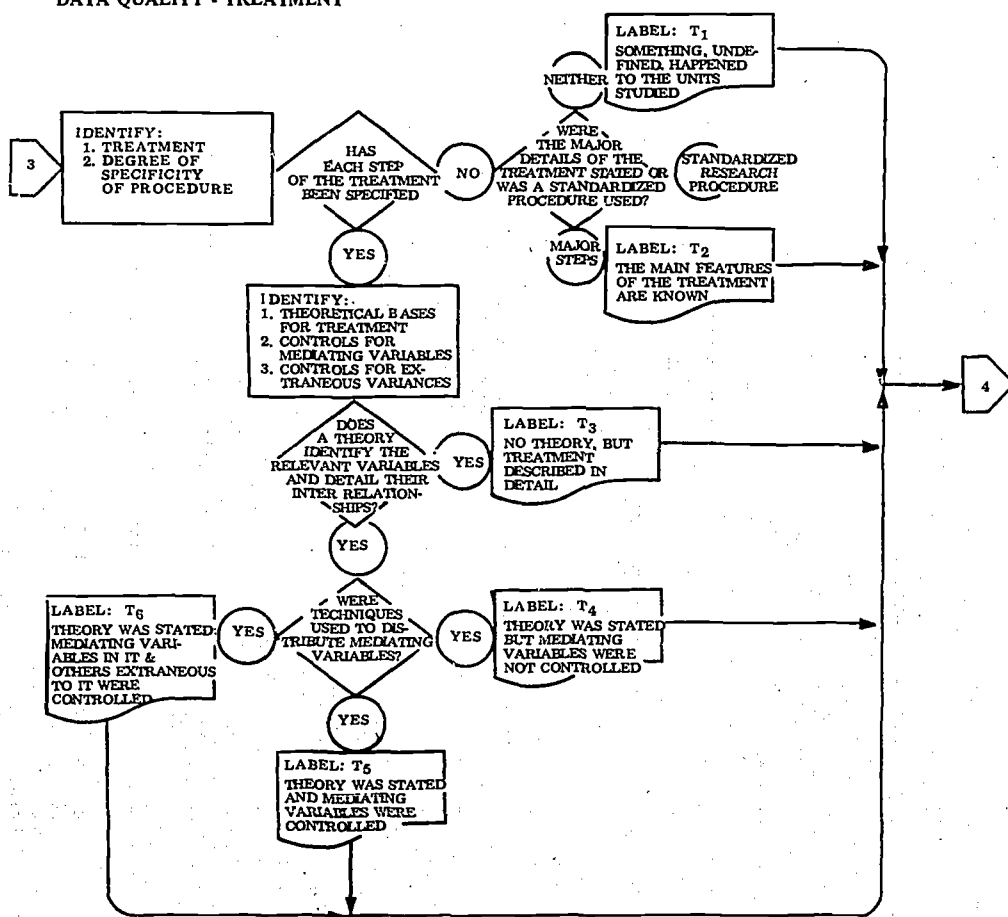 DATA QUALITY - TREATMENT
3
IDENTIFY:
1. TREATMENT
2. DEGREE OF
SPECIFICITY
OF PROCEDURE
HAS
EACH STEP
OF THE TREATMENT
BEEN SPECIFIED
NO
WERE
THE MAJOR
DETAILS OF THE
TREATMENT STATED OR
WAS A STANDARDIZED
PROCEDURE USED?
NEITHER
LABEL: T1
SOMETHING, UNDE-
FINED, HAPPENED
TO THE UNITS
STUDIED
STANDARDIZED
RESEARCH
PROCEDURE
MAJOR
STEPS
LABEL: T2
THE MAIN FEATURES
OF THE TREATMENT
ARE KNOWN
YES
IDENTIFY:
1. THEORETICAL BASES
FOR TREATMENT
2. CONTROLS FOR
MEDIATING VARIABLES
3. CONTROLS FOR EX-
TRANEOUS VARIANCES
4
DOES
A THEORY
IDENTIFY THE
RELEVANT VARIABLES
AND DETAIL THEIR
INTER RELATION-
SHIPS?
YES
LABEL: T3
NO THEORY, BUT
TREATMENT
DESCRIBED IN
DETAIL
YES
WERE
TECHNIQUES
USED TO DIS-
TRIBUTE MEDIATING
VARIABLES?
YES
LABEL: T4
THEORY WAS STATED
BUT MEDIATING
VARIABLES WERE
NOT CONTROLLED
YES
LABEL: T6
THEORY WAS STATED:
MEDIATING VARI-
ABLES IN IT &
OTHERS EXTRANEOUS
TO IT WERE
CONTROLLED
YES
LABEL: T5
THEORY WAS STATED
AND MEDIATING
VARIABLES WERE
CONTROLLED